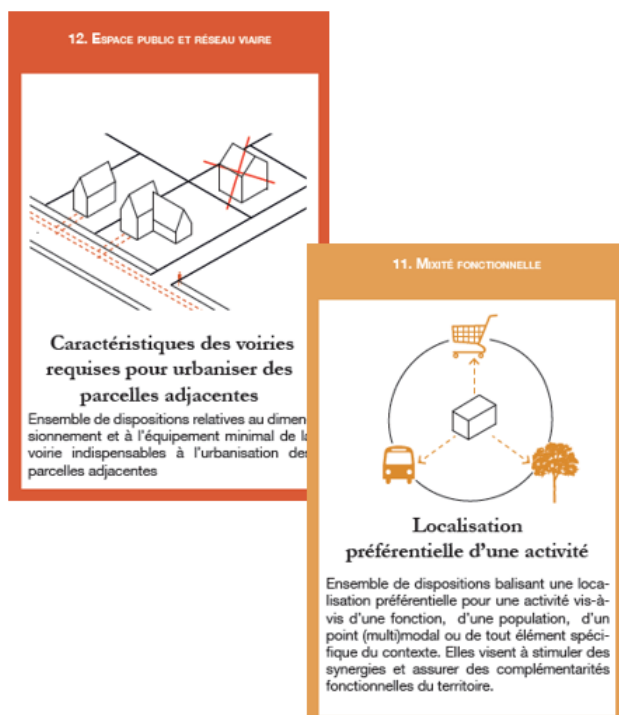 12. Espace public et réseau viaire
Caractéristiques des voiries
requises pour urbaniser des
parcelles adjacentes
Ensemble de dispositions relatives au dimen
sionnement et à l'équipement minimal de
voirie indispensables à l'urbanisation
parcelles adjacentes
11. Mixité fonctionnelle
Localisation
préférentielle d'une activité
Ensemble de dispositions balisant une loca-
lisation préférentielle pour une activité vis-à-
vis d'une fonction, d'une population, d'un
point (multi)modal ou de tout élément spéci-
fique du contexte. Elles visent à stimuler des
synergies et assurer des complémentarités
fonctionnelles du territoire.